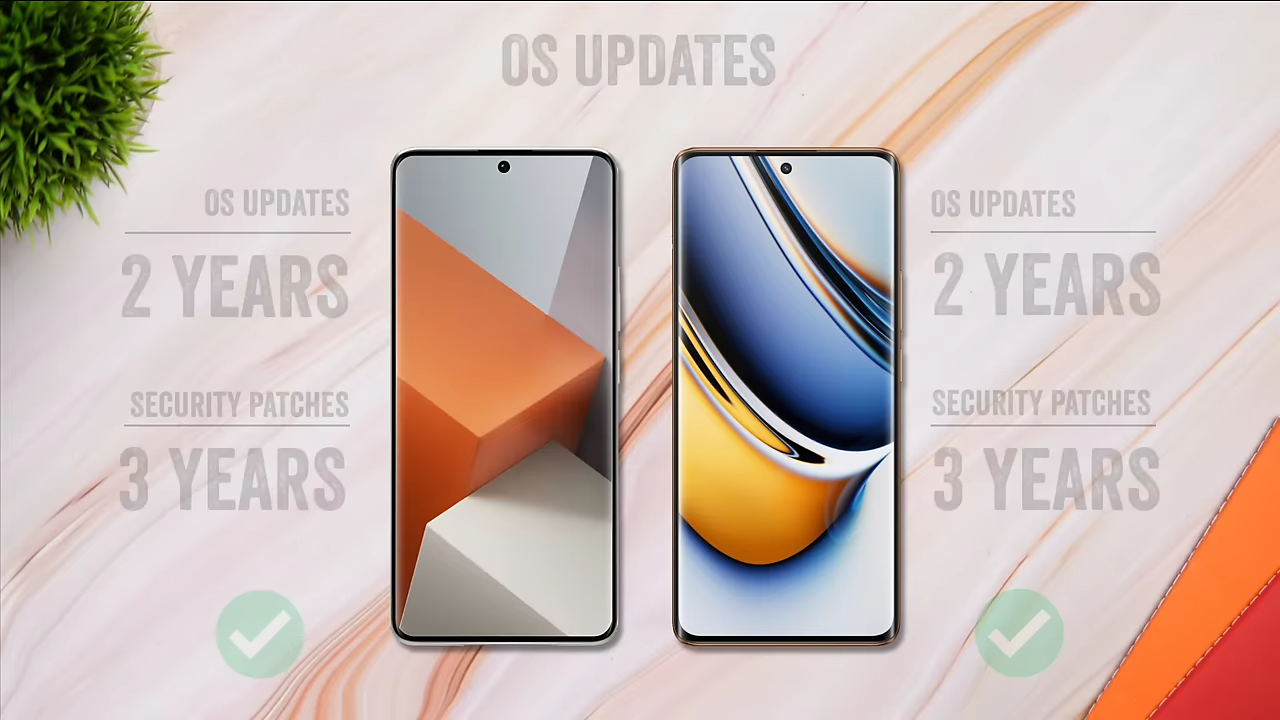 OS UPDATES
OS UPDATES
2 YEARS
SECURITY PATCHES
3 YEARS
OS UPDATES
2 YEARS
SECURITY PATCHES
3 YEARS